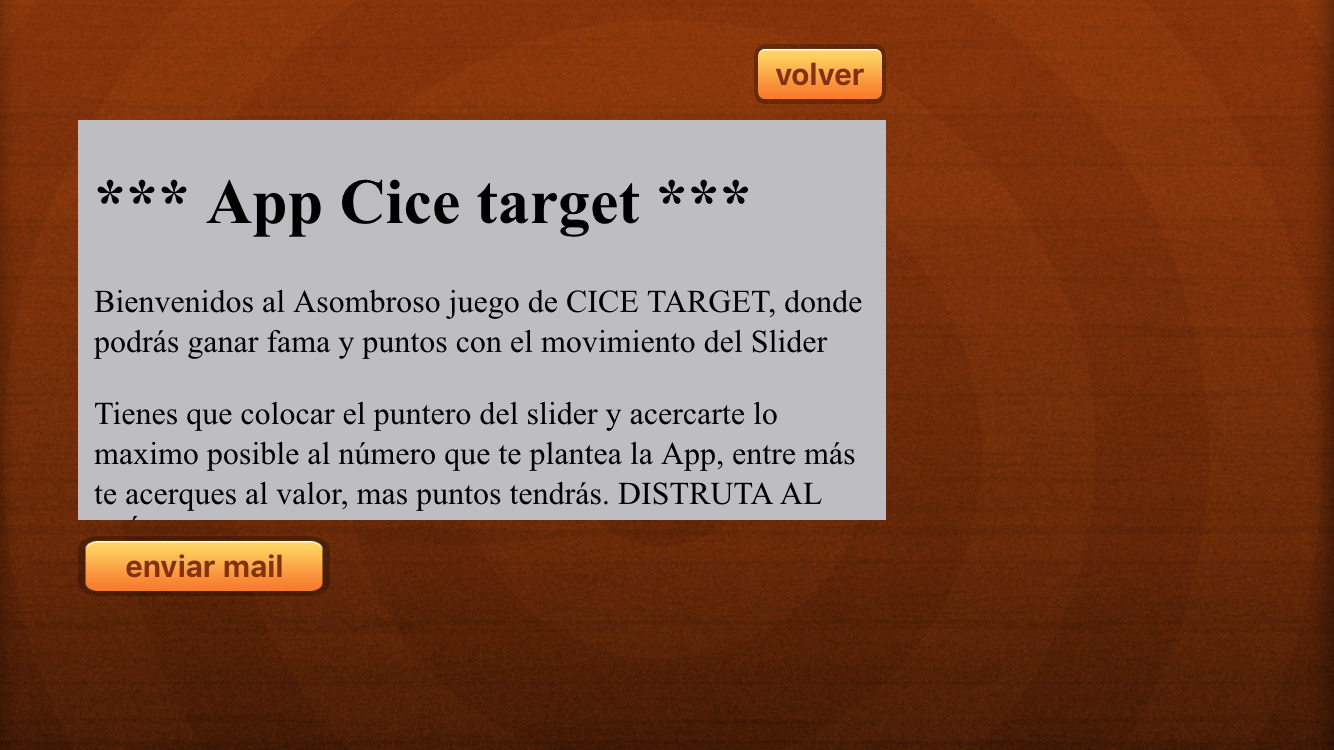 volver
*** App Cice target ***
Bienvenidos al Asombroso juego de CICE TARGET, donde
podrás ganar fama y puntos con el movimiento del Slider
Tienes que colocar el puntero del slider y acercarte lo
maximo posible al número que te plantea la App, entre más
te acerques al valor, mas puntos tendrás. DISTRUTA AL
enviar mail